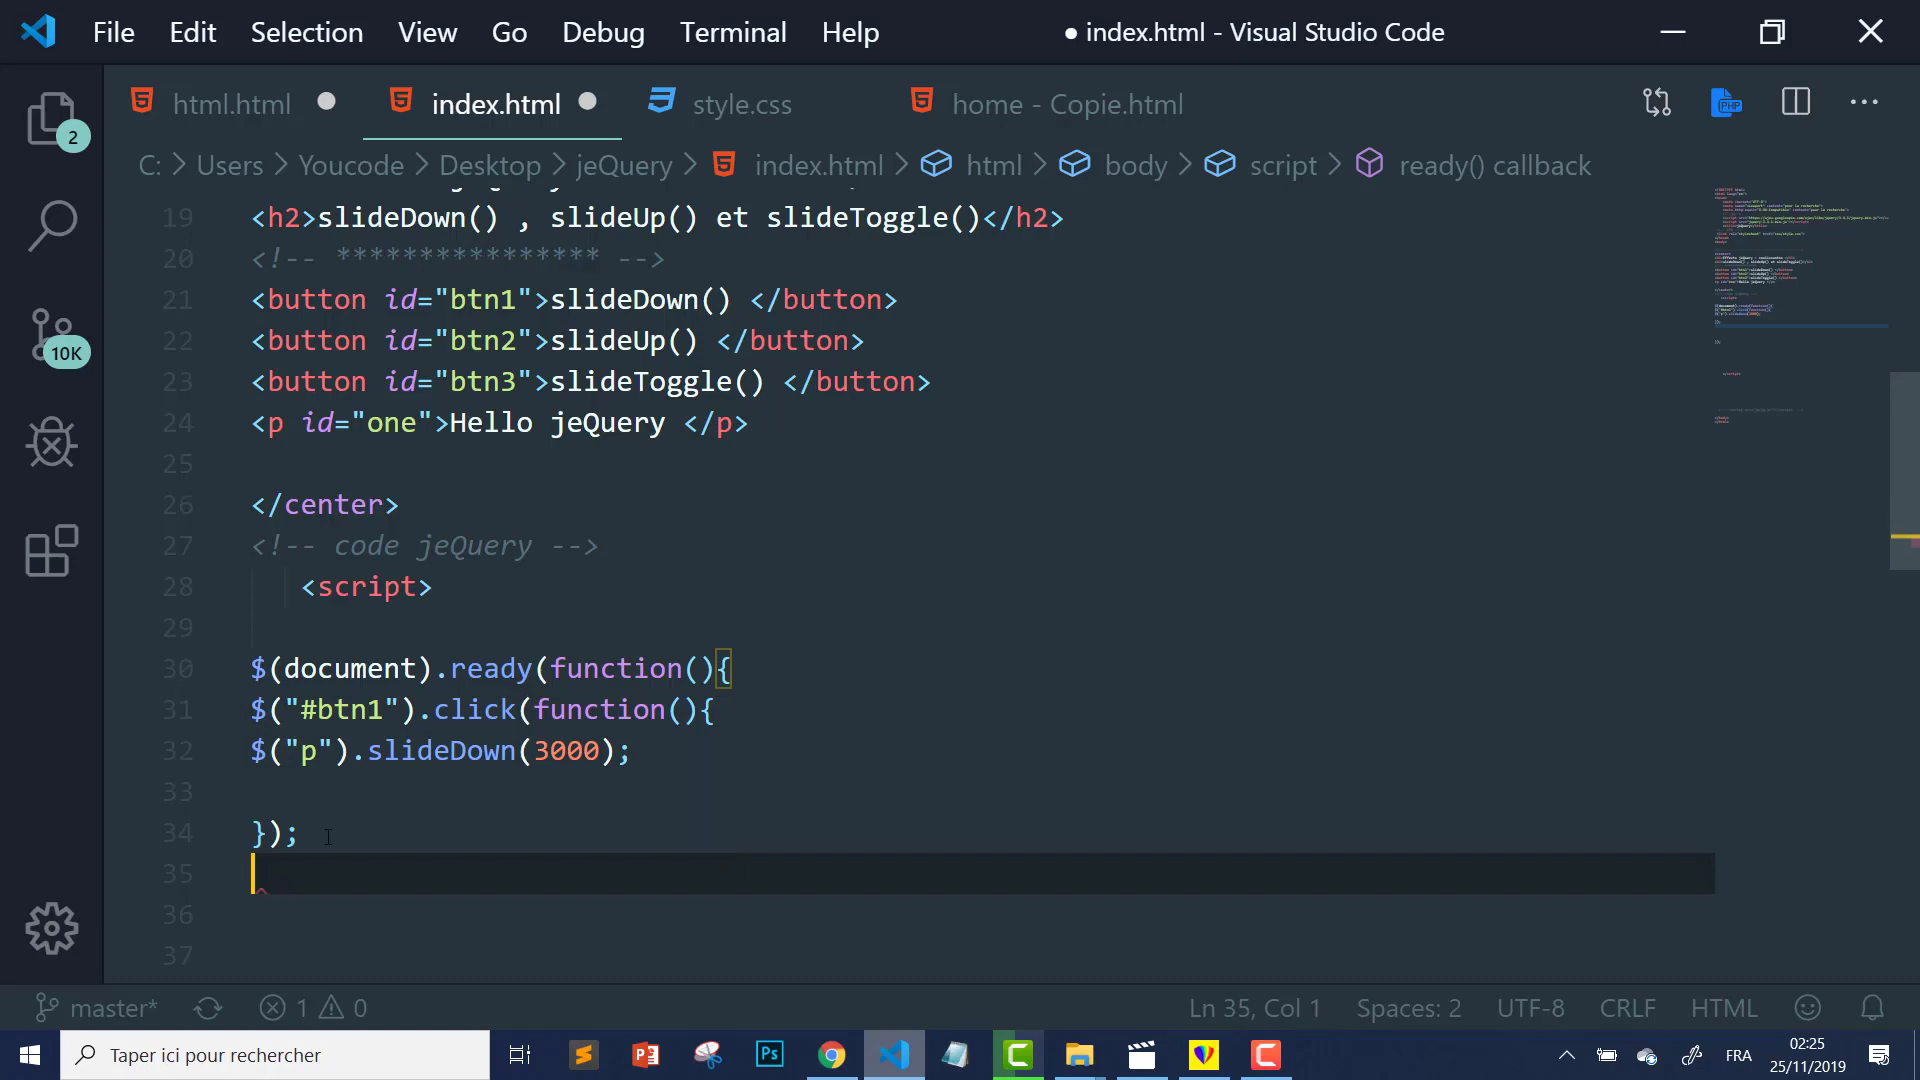 File Edit Selection View Go Debug Terminal Help ● index.html - Visual Studio Code
html.html index.html style.css home - Copie.html
C: > Users > Youcode > Desktop > jeQuery > index.html > html > body > script > ready() callback
19 <h2>slideDown() , slideUp() et slideToggle()</h2>
20 <!-- **************** -->
21 <button id="btn1">slideDown() </button>
22 <button id="btn2">slideUp() </button>
23 <button id="btn3">slideToggle() </button>
24 <p id="one">Hello jeQuery </p>
25
26 </center>
27 <!-- code jeQuery -->
28 <script>
29
30 $(document).ready(function(){
31 $("#btn1").click(function(){
32 $("p").slideDown(3000);
33
34 });
35
36
37
2
10K
master* 1 0 Ln 35, Col 1 Spaces: 2 UTF-8 CRLF HTML
Taper ici pour rechercher
Ps
PHP
FRA
02:25
25/11/2019